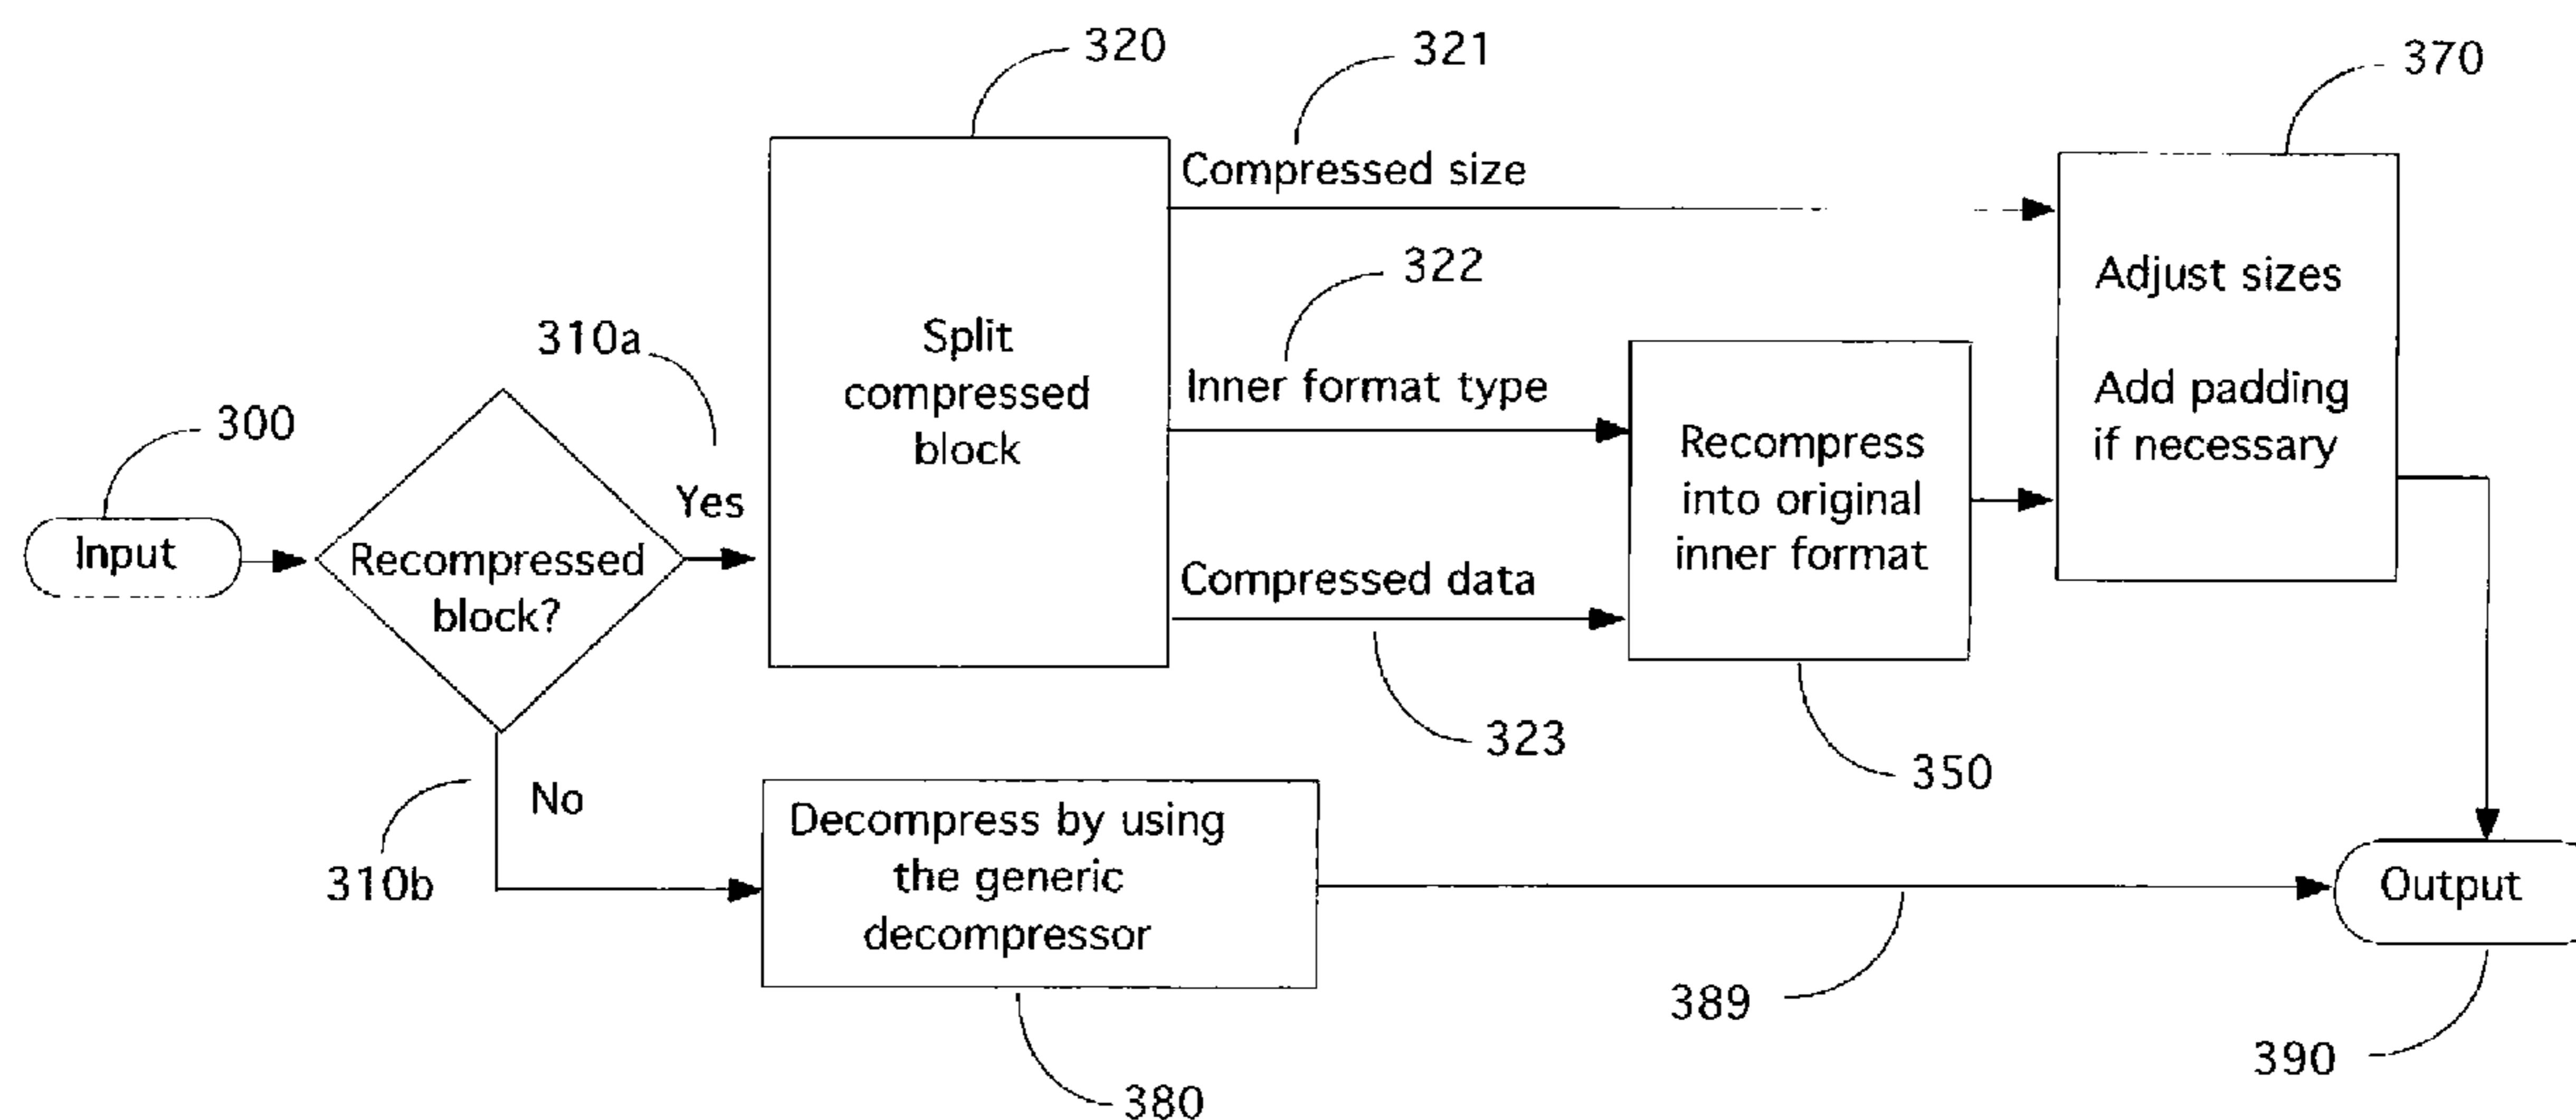 320
321
370
Compressed size
322
Adjust sizes
310a
Split
compressed
block
Inner format type
Add padding
if necessary
300
Recompress
into original
inner format
Yes
Input
Recompressed
block?
Compressed data
323
350
No
310b
Decompress by using
the generic
decompressor
Output
389
390
380